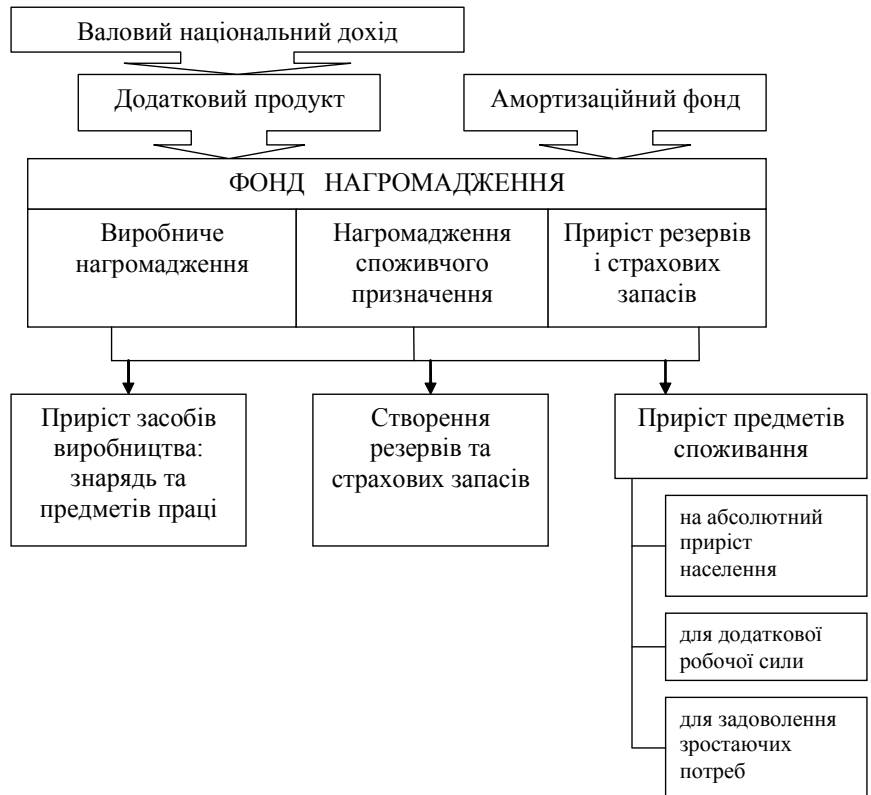 Валовий національний дохід
Додатковий продукт
Амортизаційний фонд
ФОНД НАГРОМАДЖЕННЯ
Виробниче
нагромадження
Нагромадження
споживчого
призначення
Приріст резервів
і страхових
запасів
Приріст засобів
виробництва:
знарядь та
предметів праці
Створення
резервів та
страхових запасів
Приріст предметів
споживання
на абсолютний
приріст
населення
для додаткової
робочої сили
для задоволення
зростаючих
потреб